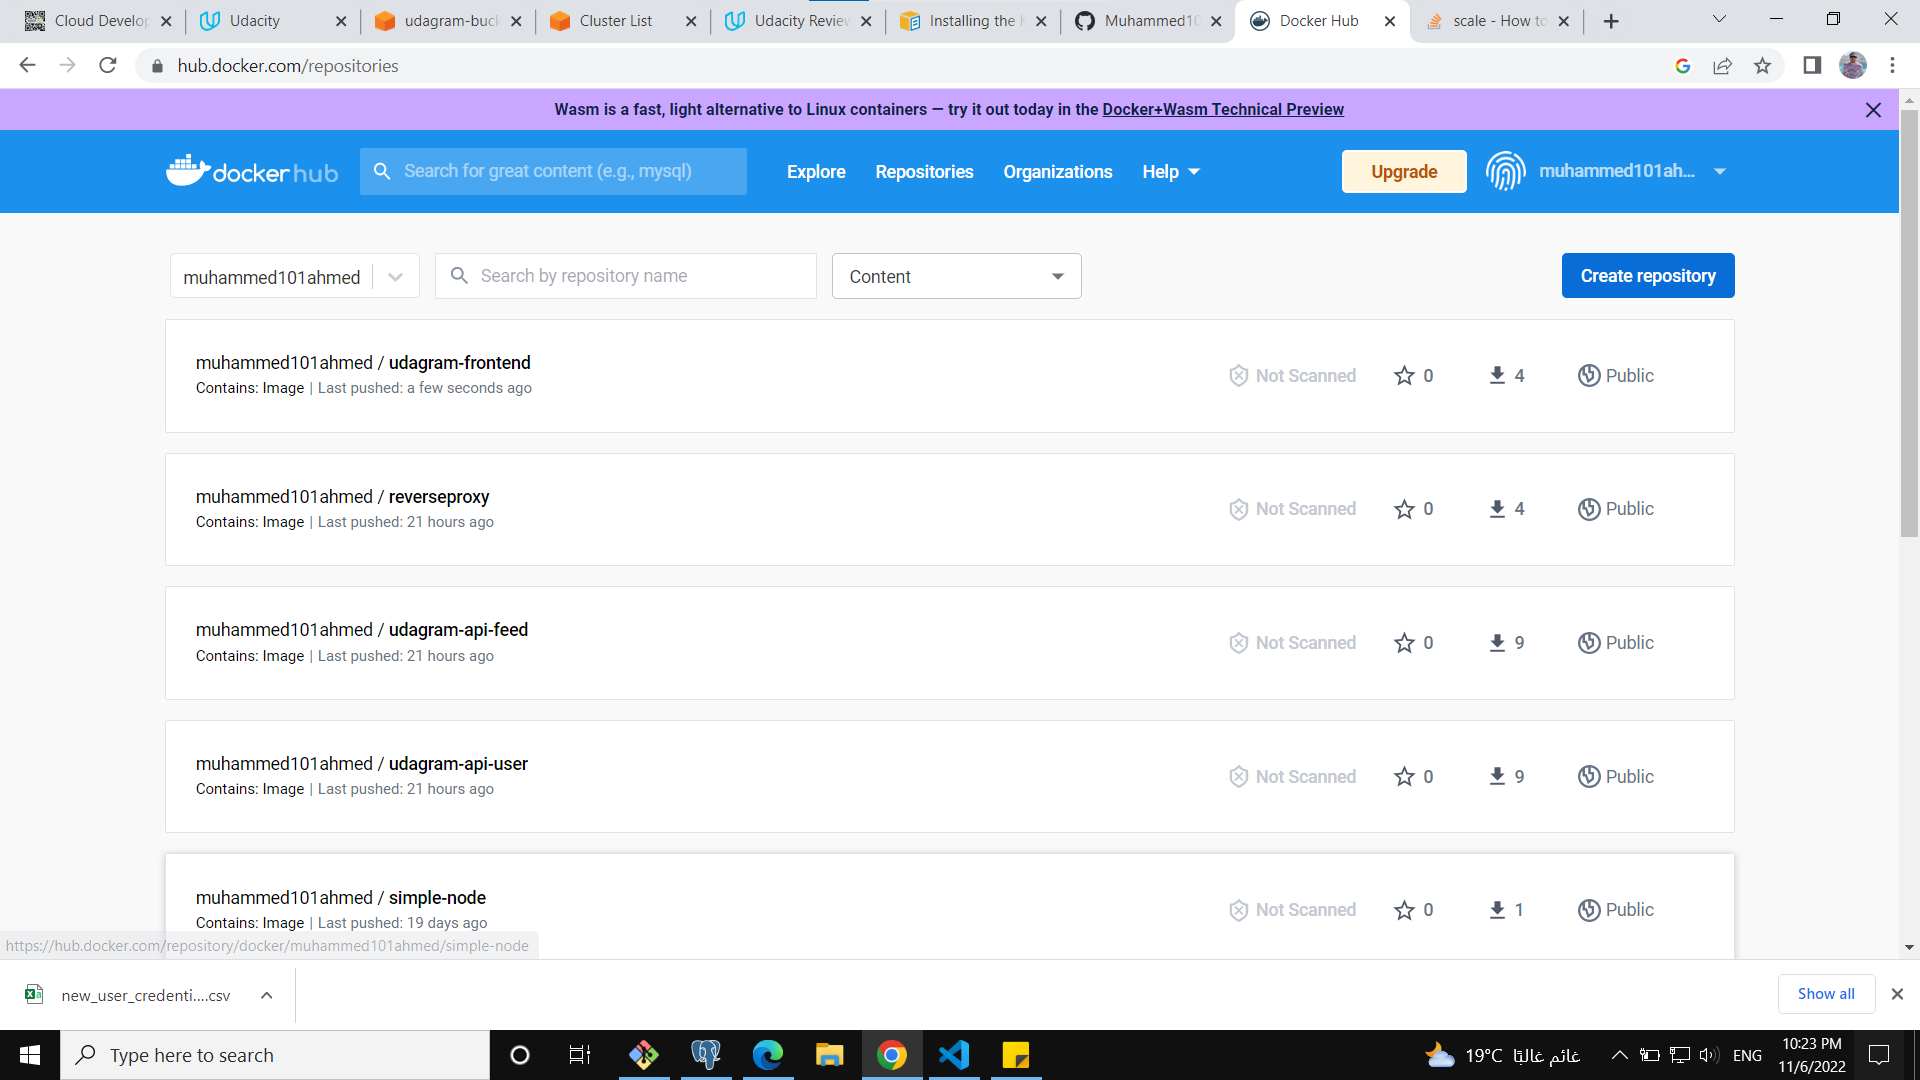 Cloud Develop
Udacity
udagram-buck
Cluster List
Udacity Review
Installing the K
Muhammed10
Docker Hub
scale - How to
hub.docker.com/repositories
Wasm is a fast, light alternative to Linux containers — try it out today in the Docker+Wasm Technical Preview
docker hub
Search for great content (e.g., mysql)
Explore
Repositories
Organizations
Help
Upgrade
muhammed101ah...
muhammed101ahmed
Search by repository name
Content
Create repository
muhammed101ahmed / udagram-frontend
Contains: Image | Last pushed: a few seconds ago
Not Scanned
0
4
Public
muhammed101ahmed / reverseproxy
Contains: Image | Last pushed: 21 hours ago
Not Scanned
0
4
Public
muhammed101ahmed / udagram-api-feed
Contains: Image | Last pushed: 21 hours ago
Not Scanned
0
9
Public
muhammed101ahmed / udagram-api-user
Contains: Image | Last pushed: 21 hours ago
Not Scanned
0
9
Public
muhammed101ahmed / simple-node
Contains: Image | Last pushed: 19 days ago
Not Scanned
0
1
Public
https://hub.docker.com/repository/docker/muhammed101ahmed/simple-node
new_user_credenti....csv
Show all
Type here to search
19°C غائم غالبًا
ENG
10:23 PM
11/6/2022